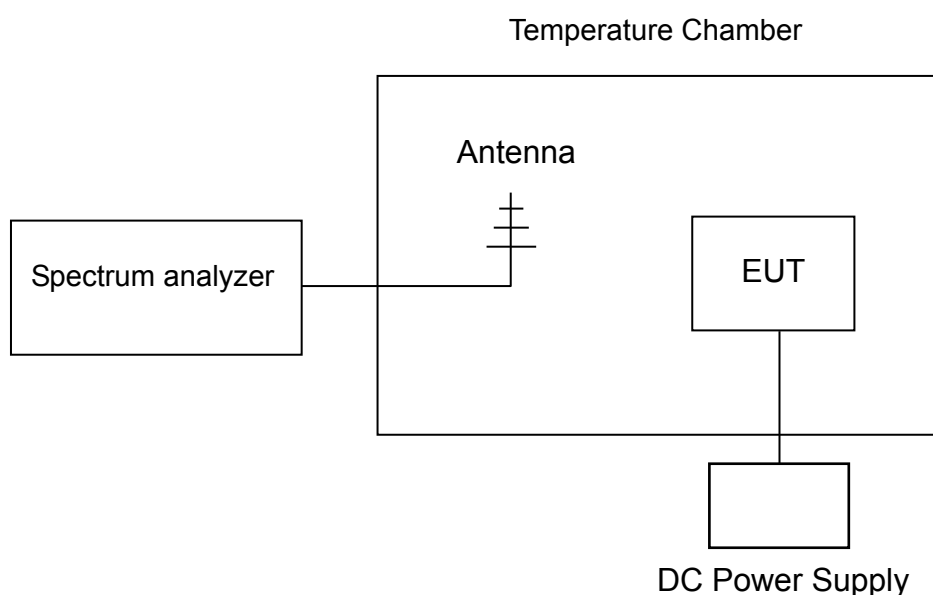 Temperature Chamber
Antenna
Spectrum analyzer
EUT
DC Power Supply